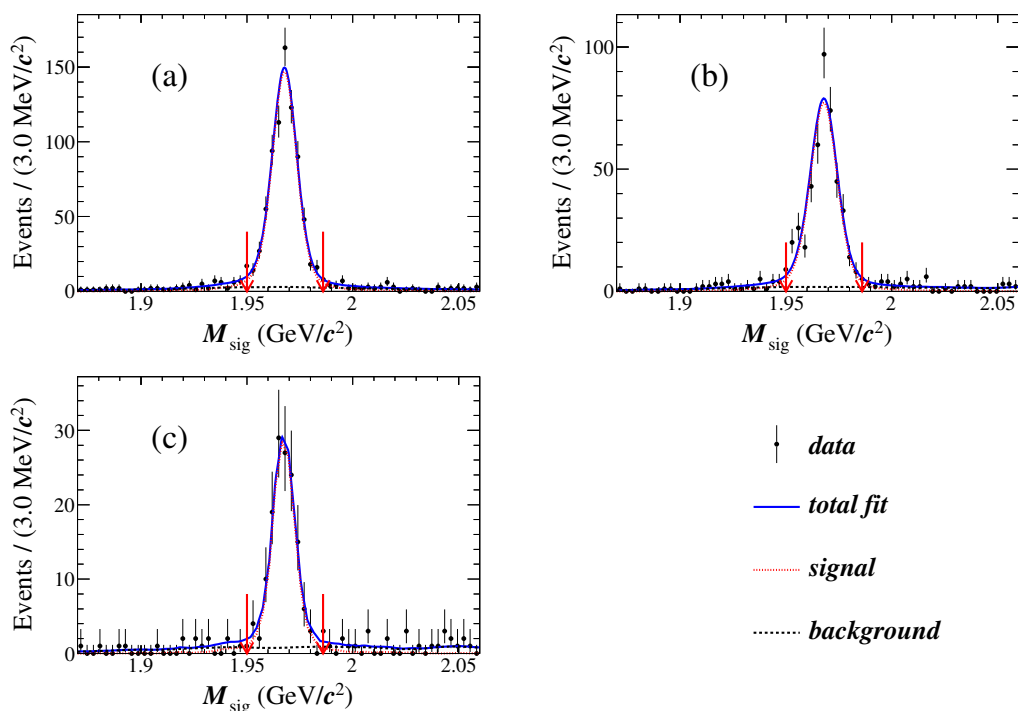 Events / (3.0 MeV/c²)
150
100
50
0
(a)
1.9 1.95 2 2.05
M_sig (GeV/c²)
Events / (3.0 MeV/c²)
100
50
0
(b)
1.9 1.95 2 2.05
M_sig (GeV/c²)
Events / (3.0 MeV/c²)
30
20
10
0
(c)
1.9 1.95 2 2.05
M_sig (GeV/c²)
data
total fit
signal
background